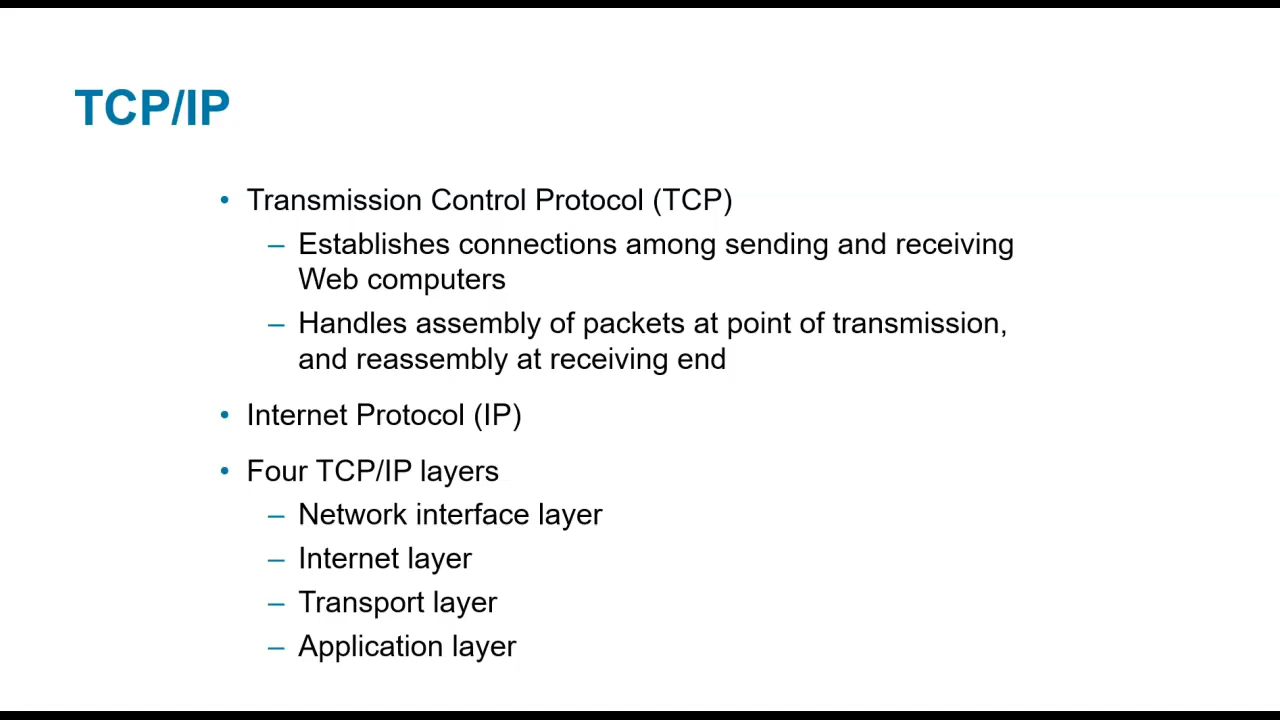 TCP/IP
• Transmission Control Protocol (TCP)
– Establishes connections among sending and receiving
Web computers
– Handles assembly of packets at point of transmission,
and reassembly at receiving end
• Internet Protocol (IP)
• Four TCP/IP layers
– Network interface layer
– Internet layer
– Transport layer
– Application layer